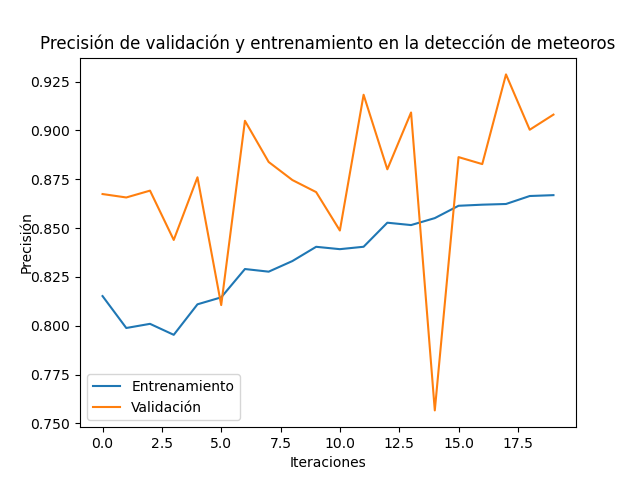 Precisión de validación y entrenamiento en la detección de meteoros
0.925
0.900
0.875
0.850
0.825
0.800
0.775
0.750
Precisión
Entrenamiento
Validación
0.0 2.5 5.0 7.5 10.0 12.5 15.0 17.5
Iteraciones